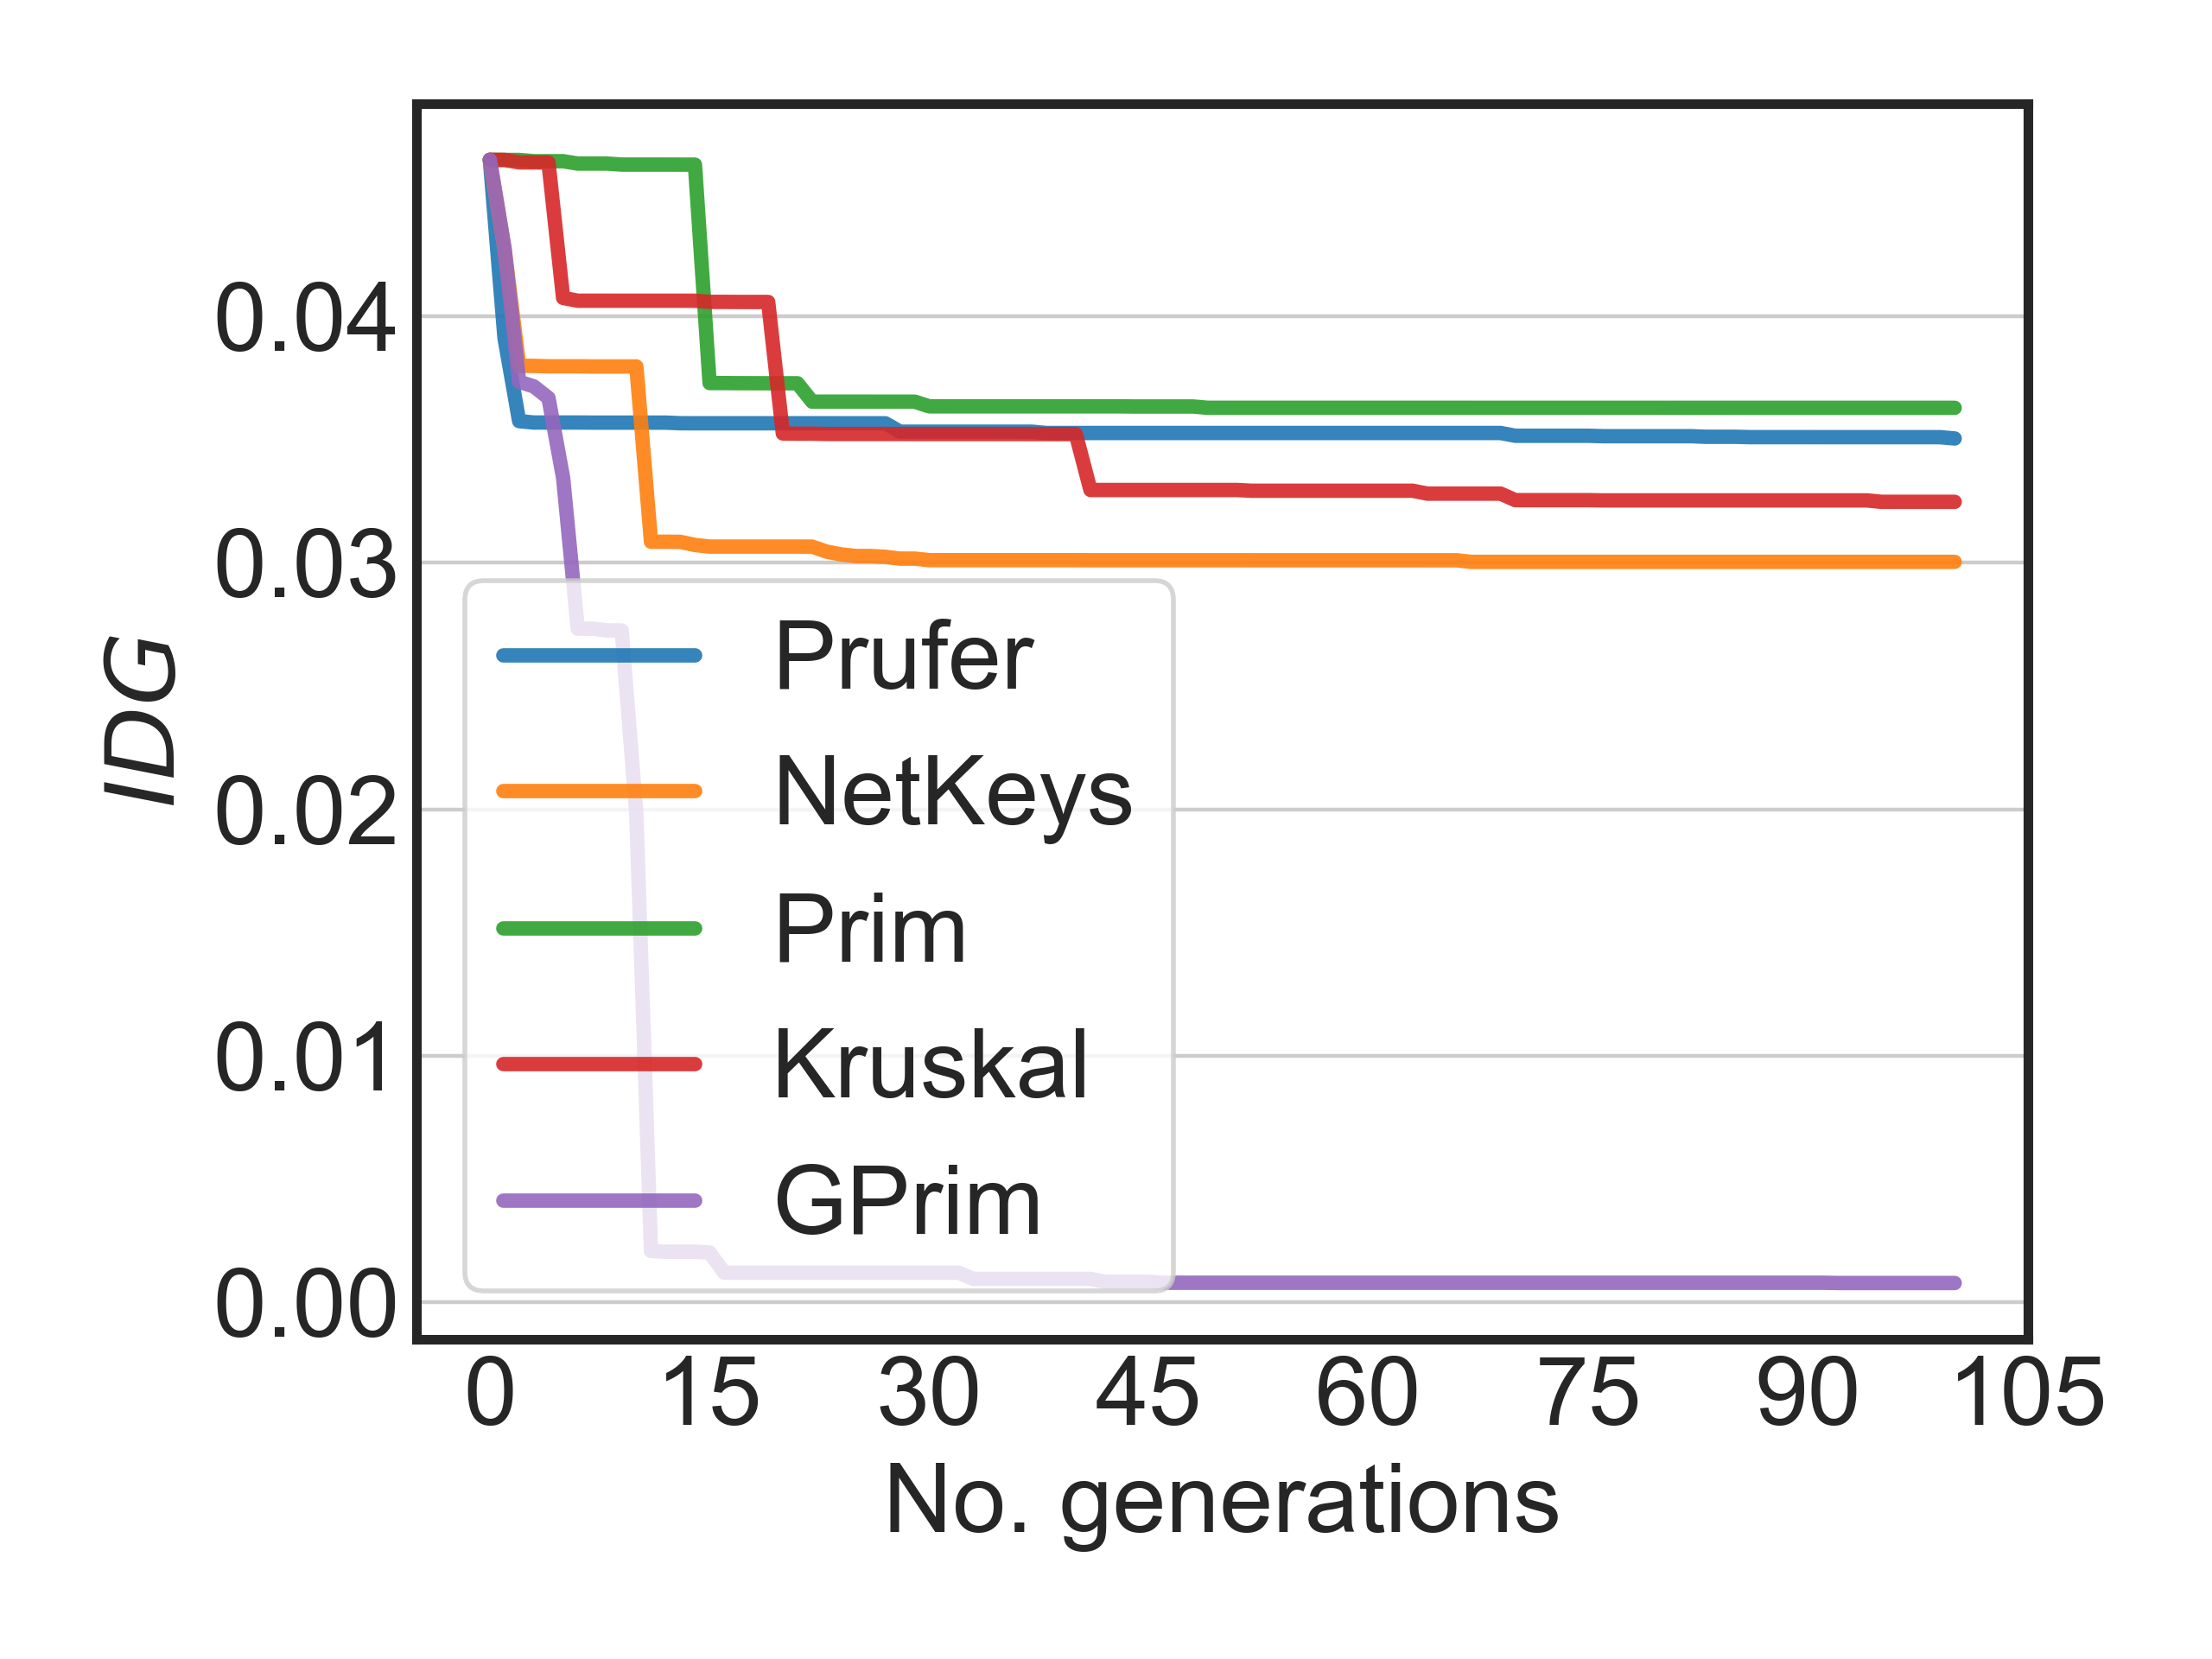 0.04
0.03
0.02
0.01
0.00
IDG
Prufer
NetKeys
Prim
Kruskal
GPrim
0 15 30 45 60 75 90 105
No. generations